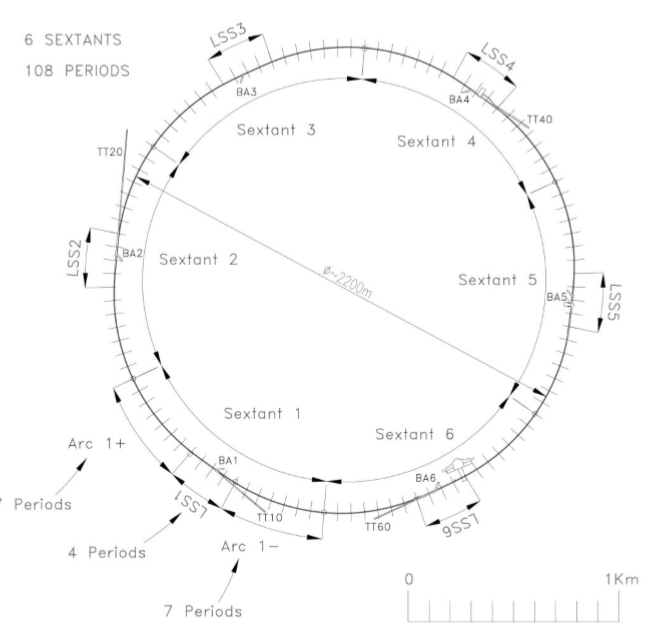 6 SEXTANTS
108 PERIODS
LSS3
BA3
LSS4
BA4
TT40
Sextant 3
Sextant 4
TT20
BA2
LSS2
Sextant 2
ø~2200m
Sextant 5
BA5
LSS5
Sextant 1
Sextant 6
Arc 1+
BA1
BA6
7 Periods
LSS1
TT10
TT60
LSS6
4 Periods
Arc 1-
7 Periods
0
1Km